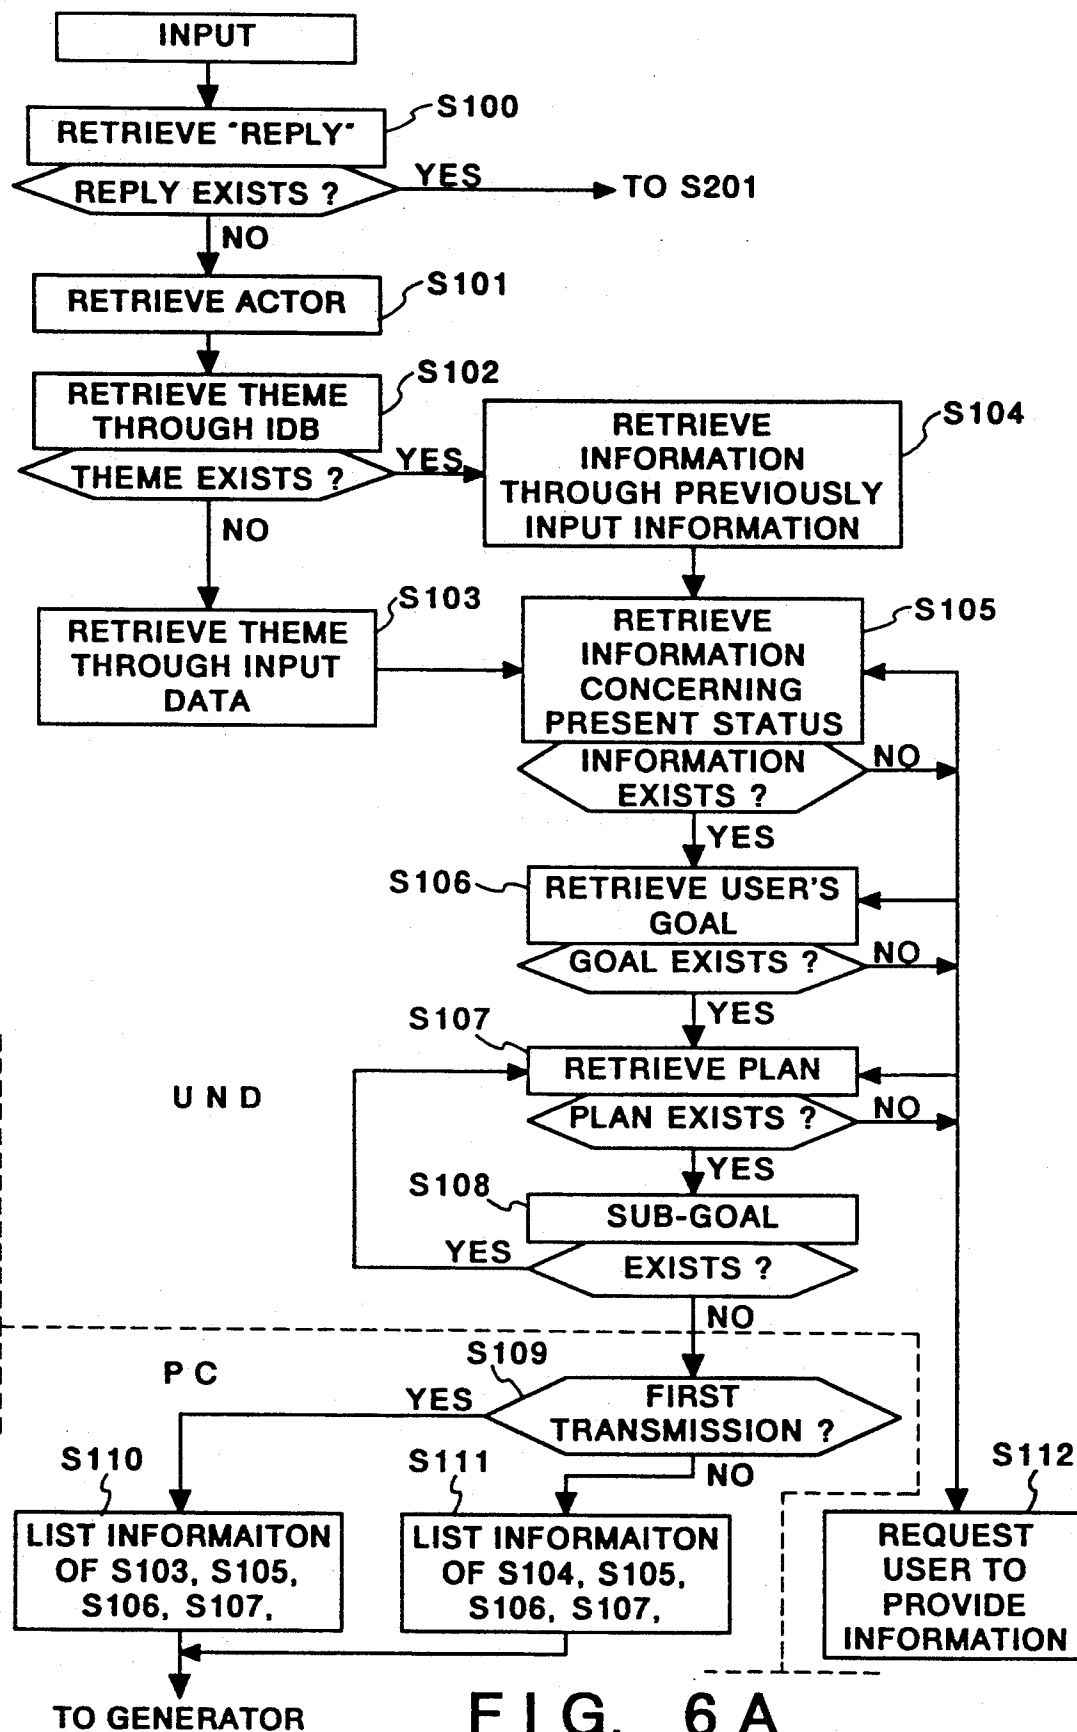 INPUT
S100
RETRIEVE "REPLY"
REPLY EXISTS ?
YES
TO S201
NO
S101
RETRIEVE ACTOR
S102
RETRIEVE THEME
THROUGH IDB
THEME EXISTS ?
YES
NO
S104
RETRIEVE
INFORMATION
THROUGH PREVIOUSLY
INPUT INFORMATION
S103
RETRIEVE THEME
THROUGH INPUT
DATA
S105
RETRIEVE
INFORMATION
CONCERNING
PRESENT STATUS
INFORMATION
EXISTS ?
NO
YES
S106
RETRIEVE USER'S
GOAL
GOAL EXISTS ?
NO
YES
S107
RETRIEVE PLAN
PLAN EXISTS ?
NO
UND
YES
S108
SUB-GOAL
EXISTS ?
YES
NO
PC
S109
FIRST
TRANSMISSION ?
YES
NO
S110
LIST INFORMAITON
OF S103, S105,
S106, S107,
S111
LIST INFORMAITON
OF S104, S105,
S106, S107,
S112
REQUEST
USER TO
PROVIDE
INFORMATION
TO GENERATOR
FIG. 6A